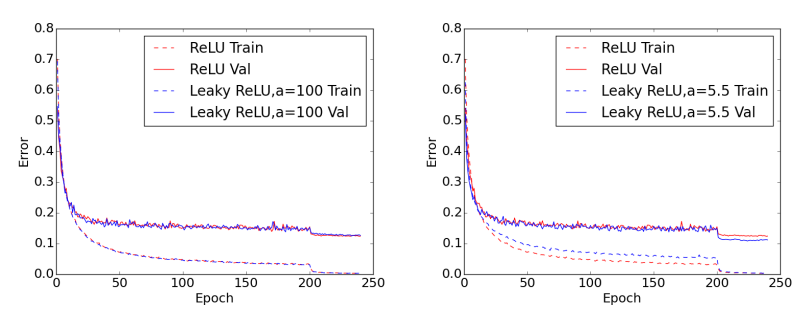 0.8
0.7
0.6
0.5
0.4
0.3
0.2
0.1
0.0
Error
0 50 100 150 200 250
Epoch
ReLU Train
ReLU Val
Leaky ReLU,a=100 Train
Leaky ReLU,a=100 Val
0.8
0.7
0.6
0.5
0.4
0.3
0.2
0.1
0.0
Error
0 50 100 150 200 250
Epoch
ReLU Train
ReLU Val
Leaky ReLU,a=5.5 Train
Leaky ReLU,a=5.5 Val